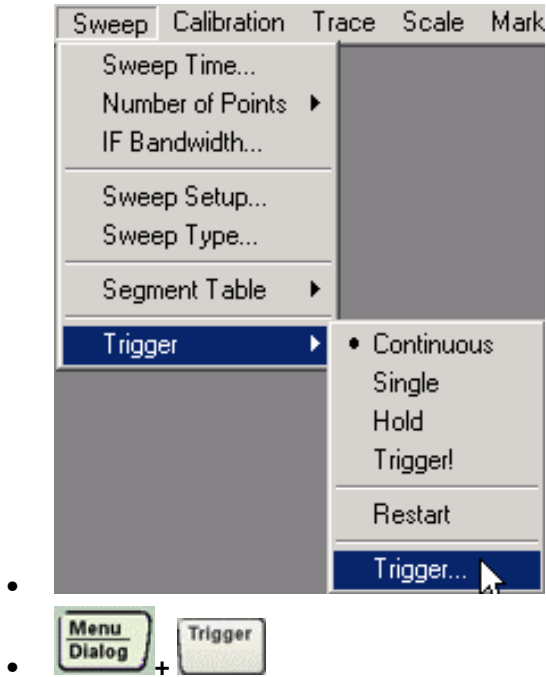 Sweep Calibration Trace Scale Mark
Sweep Time...
Number of Points
IF Bandwidth...
Sweep Setup...
Sweep Type...
Segment Table
Trigger
• Continuous
Single
Hold
Trigger!
Restart
Trigger...
Menu
Dialog + Trigger